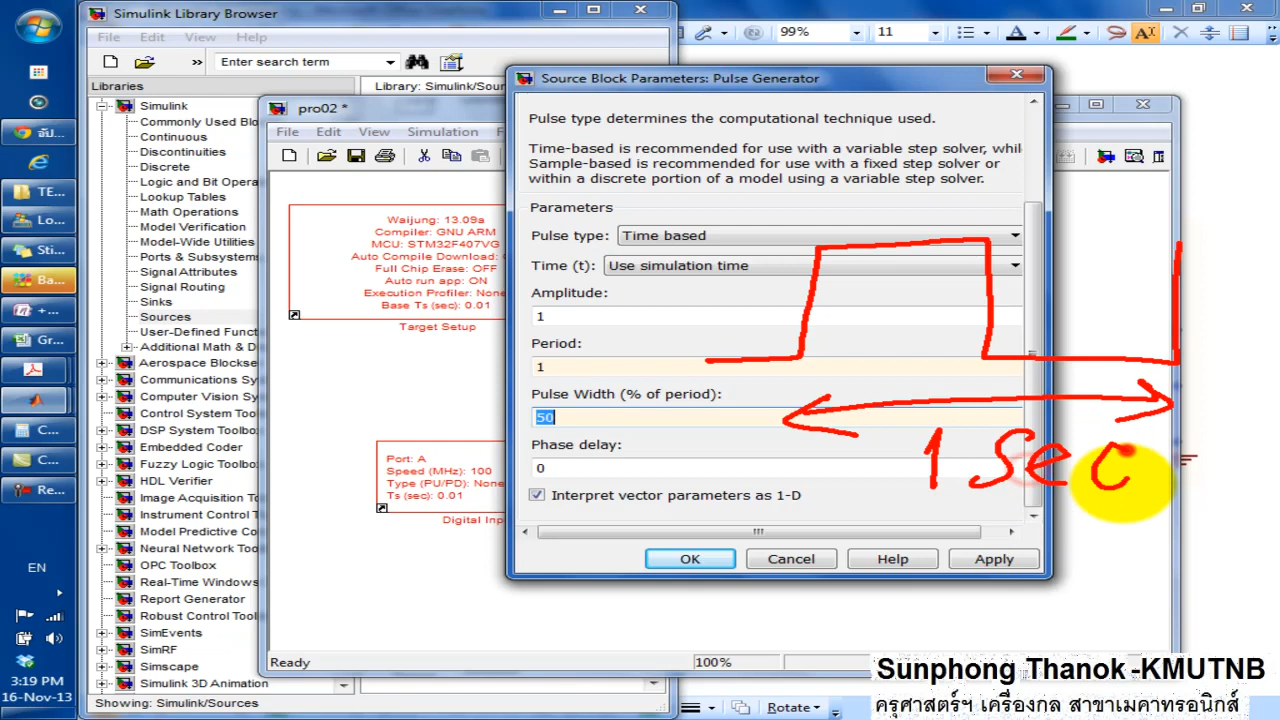 Simulink Library Browser
File Edit View Help
Enter search term
Libraries
Library: Simulink/Sour
Simulink
Commonly Used Blo
Continuous
Discontinuities
Discrete
Logic and Bit Opera
Lookup Tables
Math Operations
Model Verification
Model-Wide Utilities
Ports & Subsystems
Signal Attributes
Signal Routing
Sinks
Sources
User-Defined Funct
Additional Math & D
Aerospace Blockse
Communications Sy
Computer Vision Sy
Control System Too
DSP System Toolbo
Embedded Coder
Fuzzy Logic Toolbo
HDL Verifier
Image Acquisition T
Instrument Control T
Model Predictive Co
Neural Network Too
OPC Toolbox
Real-Time Windows
Report Generator
Robust Control Tool
SimEvents
SimRF
Simscape
Simulink 3D Animation
Showing: Simulink/Sources
pro02 *
File Edit View Simulation F
Waijung: 13.09a
Compiler: GNU ARM
MCU: STM32F407VG
Auto Compile Download: O
Full Chip Erase: OFF
Auto run app: ON
Execution Profiler: None
Base Ts (sec): 0.01
Target Setup
Port: A
Speed (MHz): 100
Type (PU/PD): None
Ts (sec): 0.01
Digital Inp
Ready
100%
Source Block Parameters: Pulse Generator
Pulse type determines the computational technique used.
Time-based is recommended for use with a variable step solver, whil
Sample-based is recommended for use with a fixed step solver or
within a discrete portion of a model using a variable step solver.
Parameters
Pulse type: Time based
Time (t): Use simulation time
Amplitude:
1
Period:
1
Pulse Width (% of period):
50
Phase delay:
0
Interpret vector parameters as 1-D
OK Cancel Help Apply
1 Sec
99%
11
Rotate
อัป...
TE...
Lo...
Sti...
Ba...
+...
Gr...
C...
C...
Re...
EN
3:19 PM
16-Nov-13
Sunphong Thanok -KMUTNB
ครุศาสตร์ฯ เครื่องกล สาขาเมคาทรอนิกส์